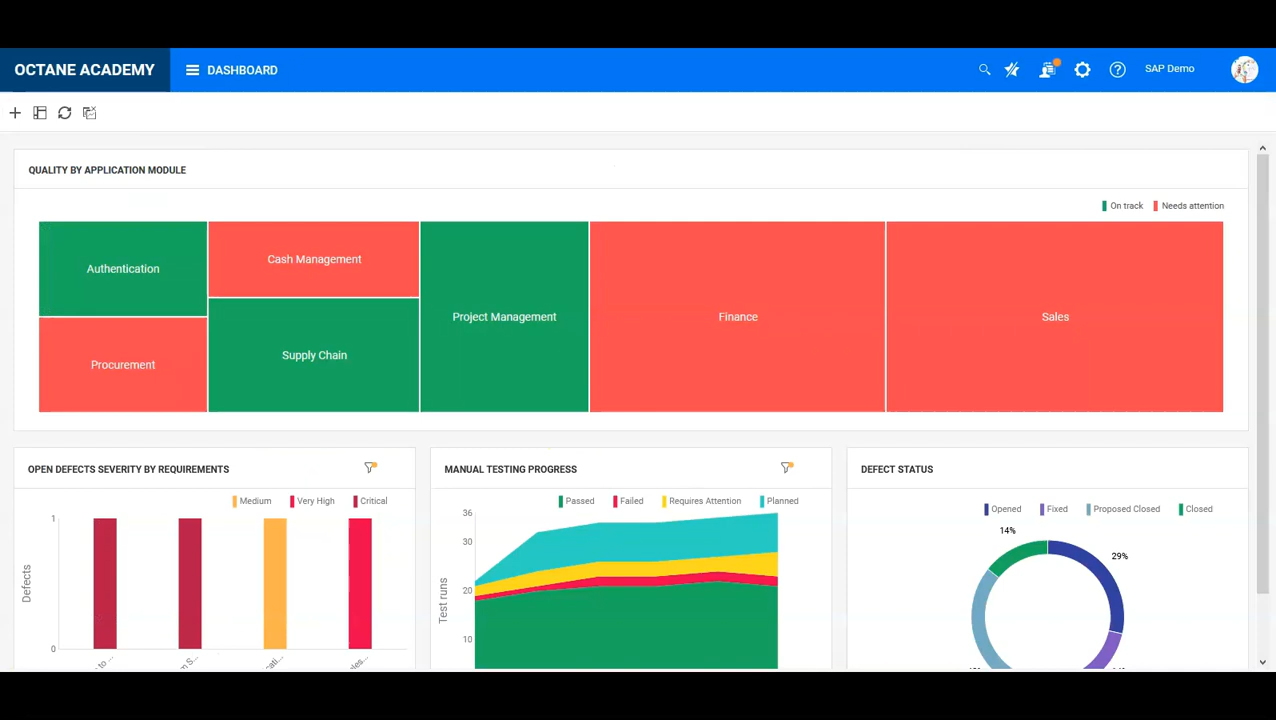 OCTANE ACADEMY
DASHBOARD
SAP Demo
QUALITY BY APPLICATION MODULE
On track
Needs attention
Authentication
Procurement
Cash Management
Supply Chain
Project Management
Finance
Sales
OPEN DEFECTS SEVERITY BY REQUIREMENTS
Medium
Very High
Critical
Defects
1
0
to ...
MANUAL TESTING PROGRESS
Passed
Failed
Requires Attention
Planned
Test runs
36
30
20
10
DEFECT STATUS
Opened
Fixed
Proposed Closed
Closed
14%
29%